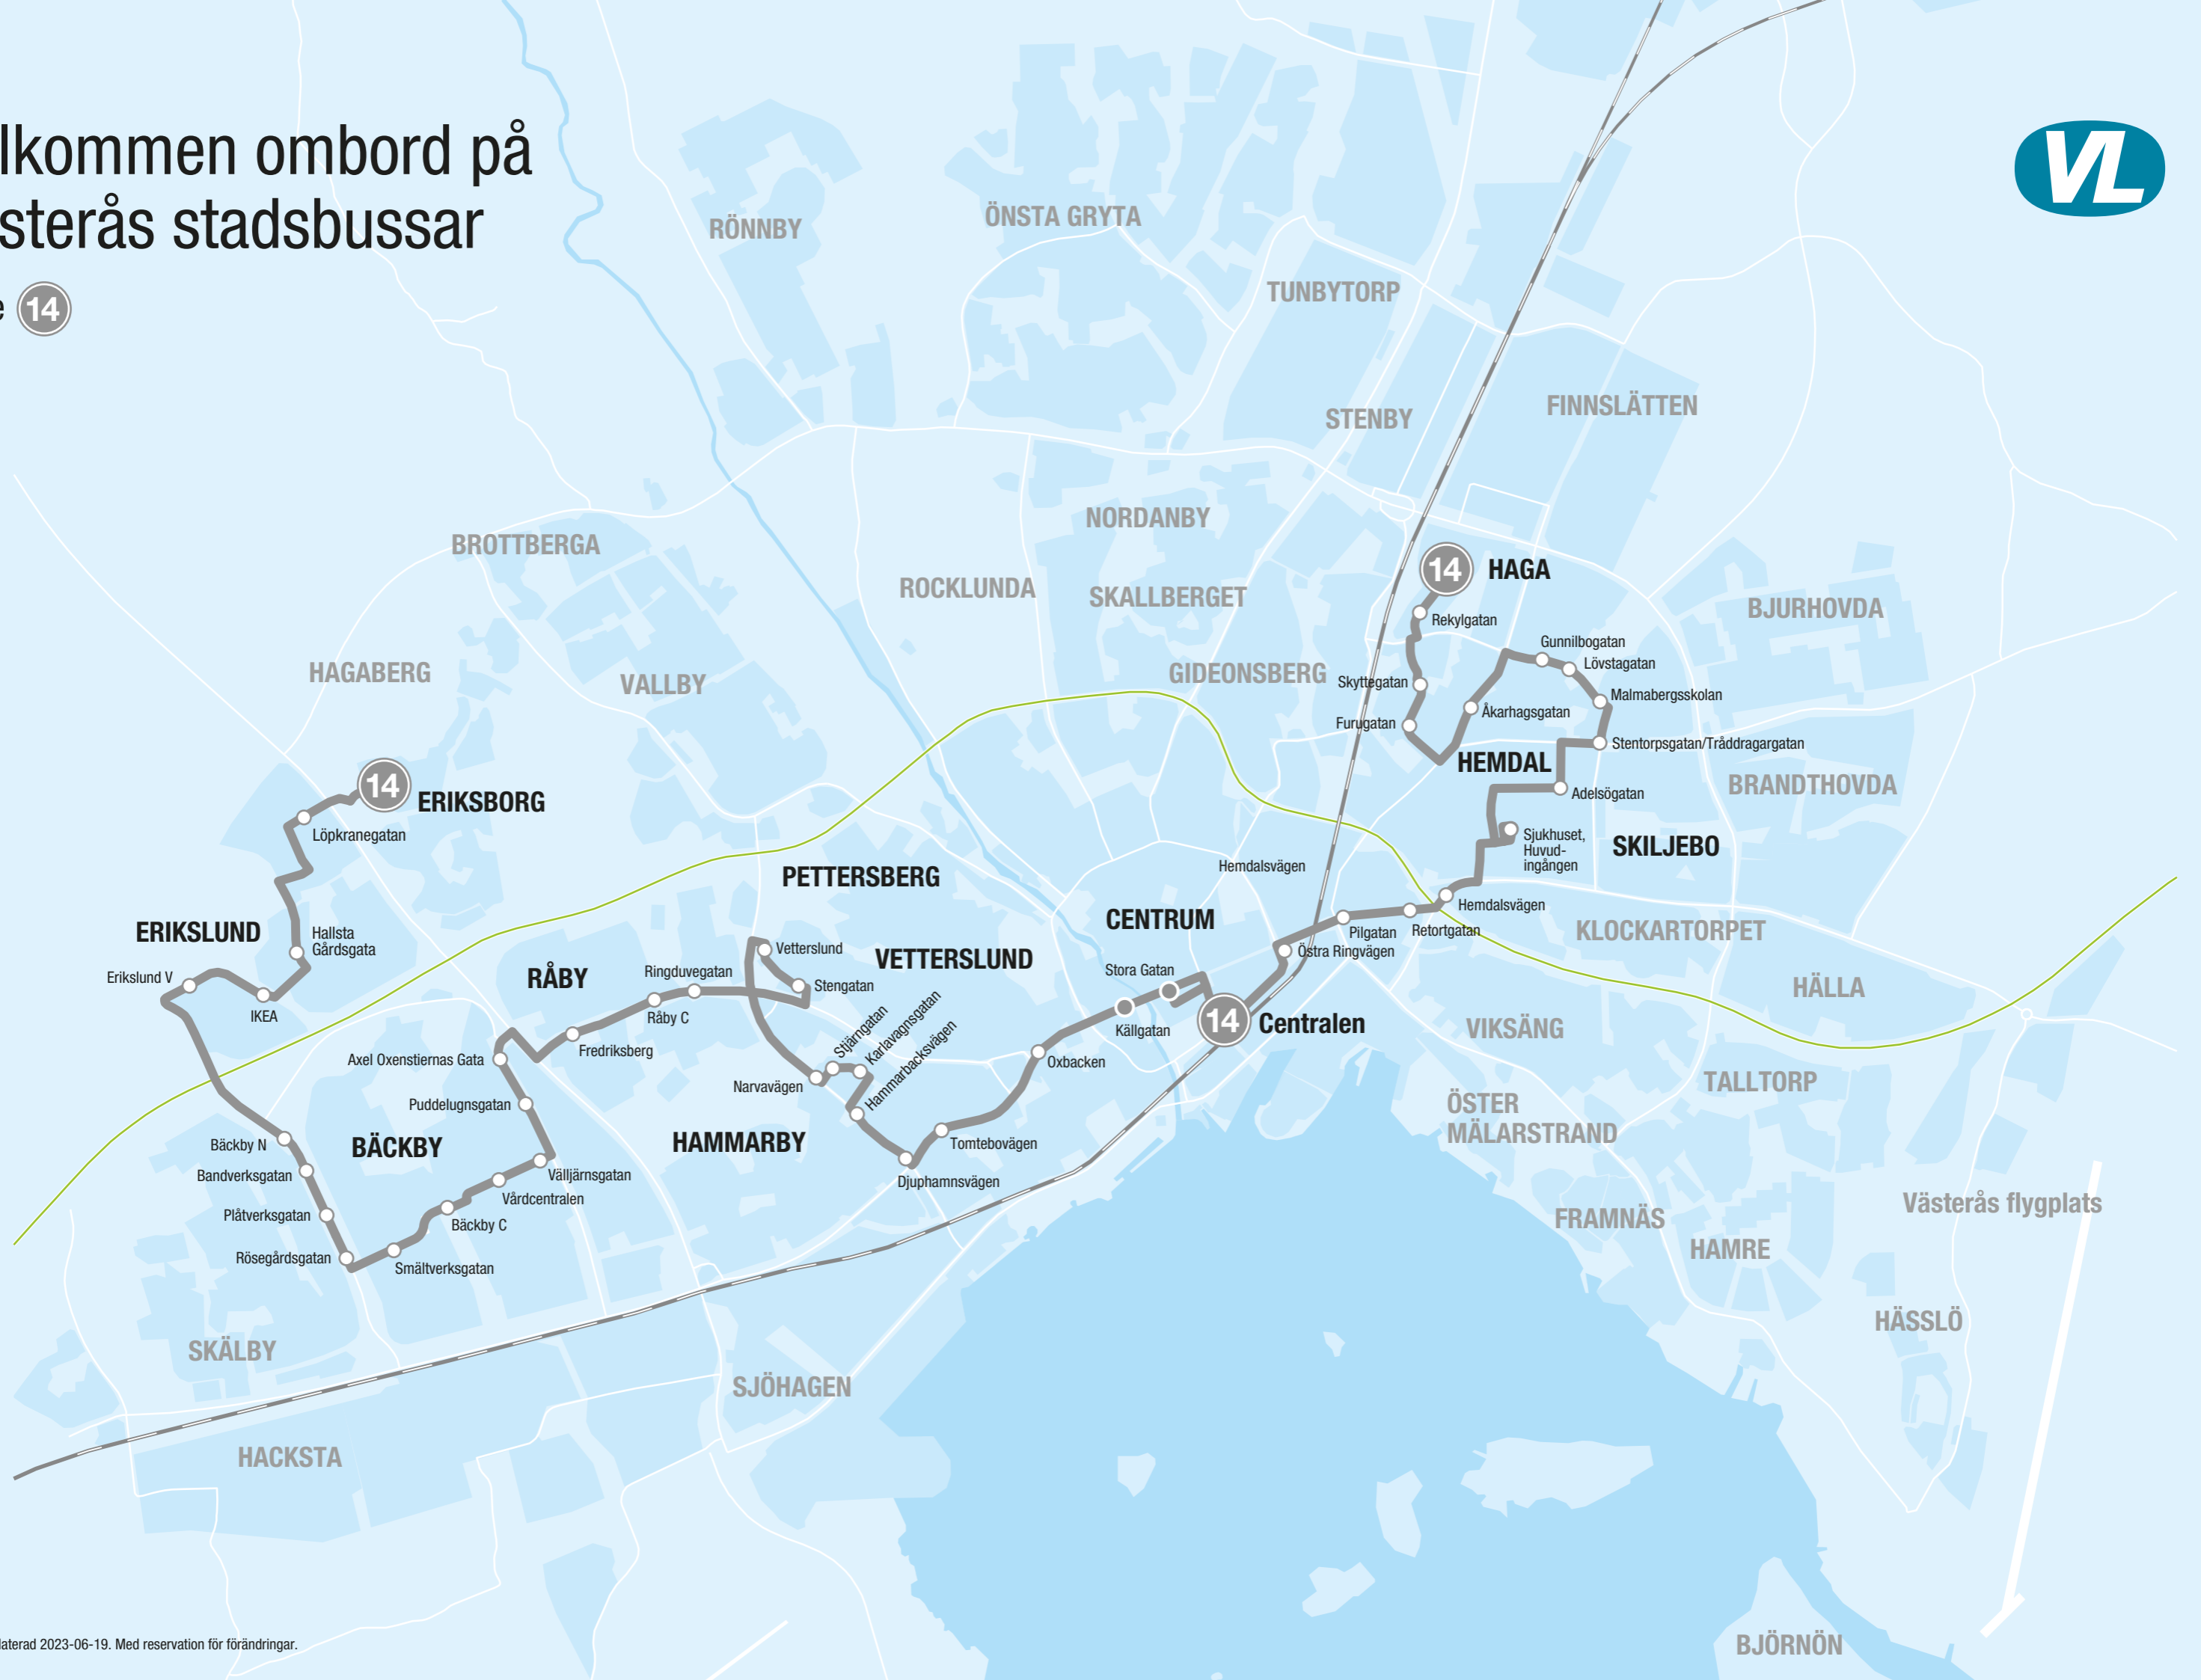 lkommen ombord på
sterås stadsbussar
e 14
VL
RÖNNBY
ÖNSTA GRYTA
TUNBYTORP
STENBY
FINNSLÄTTEN
NORDANBY
BROTTBERGA
ROCKLUNDA
SKALLBERGET
14 HAGA
Rekylgatan
BJURHOVDA
Gunnilbogatan
Lövstagatan
HAGABERG
VALLBY
GIDEONSBERG
Skyttegatan
Malmabergsskolan
Åkarhagsgatan
Furugatan
Stentorpsgatan/Tråddragargatan
HEMDAL
14
ERIKSBORG
BRANDTHOVDA
Adelsögatan
Löpkranegatan
Sjukhuset,
Huvud-
ingången
SKILJEBO
Hemdalsvägen
PETTERSBERG
Hemdalsvägen
CENTRUM
ERIKSLUND
Hallsta
Gårdsgata
Pilgatan
Retortgatan
KLOCKARTORPET
Vetterslund
Östra Ringvägen
VETTERSLUND
Erikslund V
RÅBY
Ringduvegatan
Stora Gatan
Stengatan
HÄLLA
IKEA
Råby C
Källgatan
14 Centralen
VIKSÄNG
Stjärngatan
Karlavagnsgatan
Hammarbacksvägen
Axel Oxenstiernas Gata
Fredriksberg
Oxbacken
Narvavägen
TALLTORP
Puddelugnsgatan
ÖSTER
MÄLARSTRAND
Bäckby N
BÄCKBY
HAMMARBY
Tomtebovägen
Bandverksgatan
Välljärnsgatan
Djuphamnsvägen
Vårdcentralen
Västerås flygplats
Plåtverksgatan
Bäckby C
FRAMNÄS
Rösegårdsgatan
Smältverksgatan
HAMRE
HÄSSLÖ
SKÄLBY
SJÖHAGEN
HACKSTA
BJÖRNÖN
laterad 2023-06-19. Med reservation för förändringar.